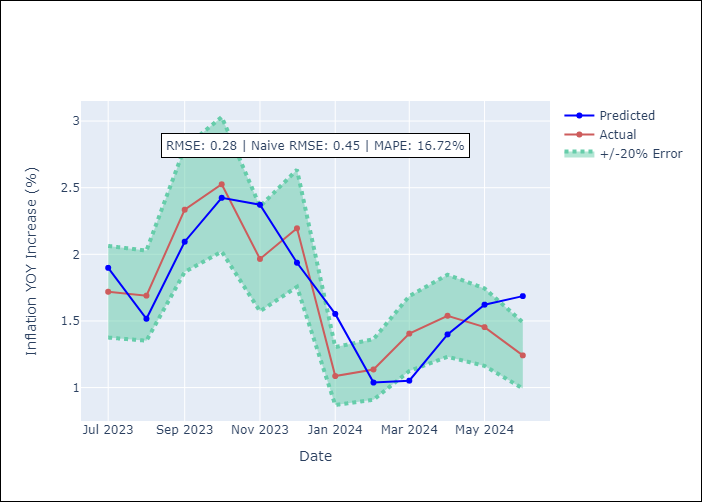 RMSE: 0.28 | Naive RMSE: 0.45 | MAPE: 16.72%
Predicted
Actual
+/-20% Error
Inflation YOY Increase (%)
3
2.5
2
1.5
1
Jul 2023
Sep 2023
Nov 2023
Jan 2024
Mar 2024
May 2024
Date